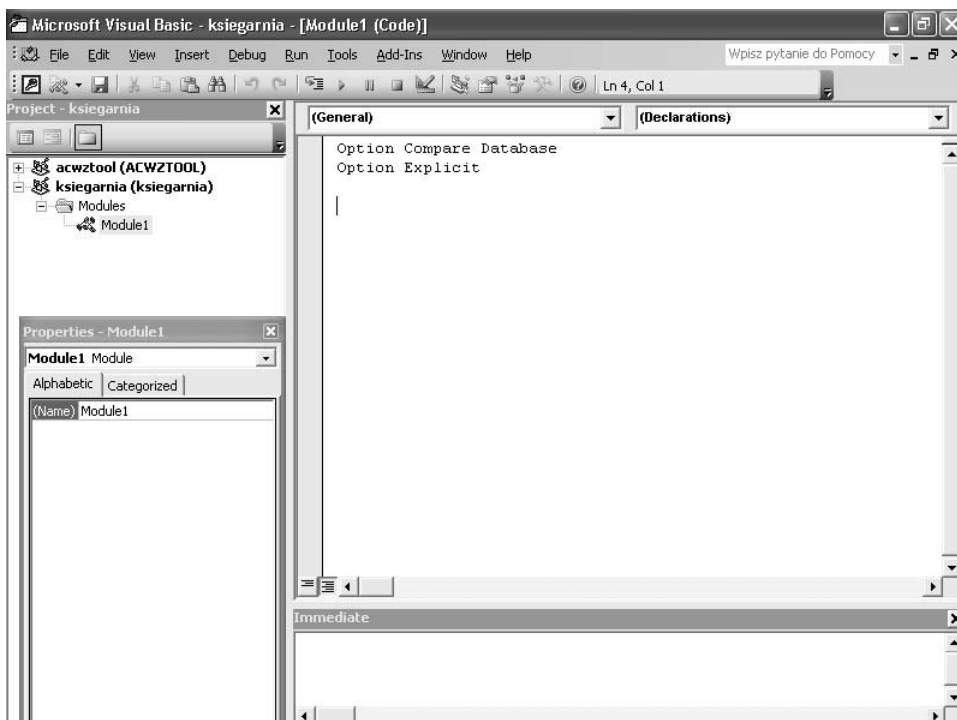 Microsoft Visual Basic - ksiegarnia - [Module1 (Code)]
File Edit View Insert Debug Run Tools Add-Ins Window Help
Wpisz pytanie do Pomocy
Ln 4, Col 1
Project - ksiegarnia
(General)
(Declarations)
acwztool (ACWZTOOL)
ksiegarnia (ksiegarnia)
Modules
Module1
Option Compare Database
Option Explicit
Properties - Module1
Module1 Module
Alphabetic Categorized
(Name) Module1
Immediate